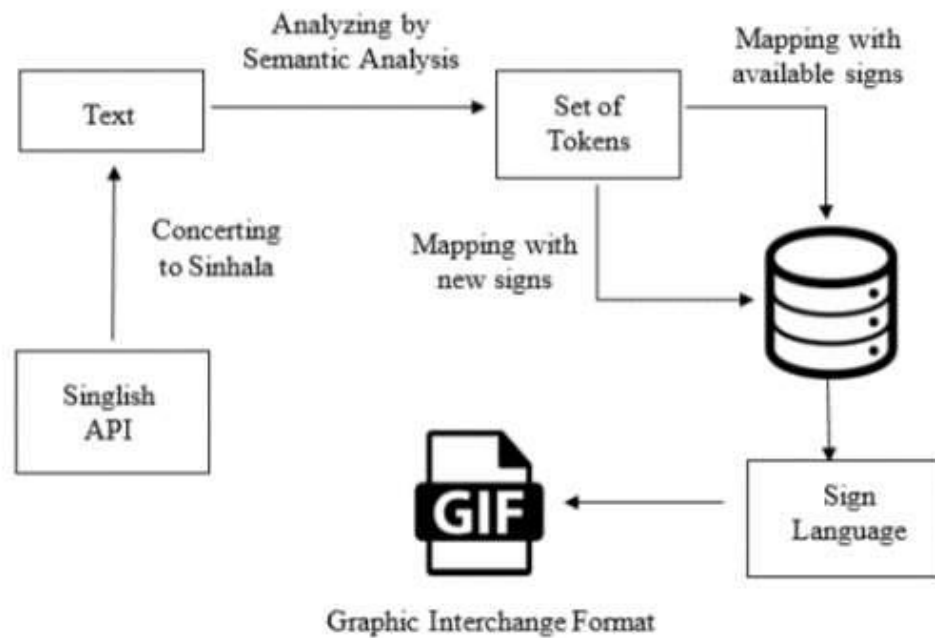 Analyzing by
Semantic Analysis
Mapping with
available signs
Text
Set of
Tokens
Concerting
to Sinhala
Mapping with
new signs
Singlish
API
GIF
Sign
Language
Graphic Interchange Format